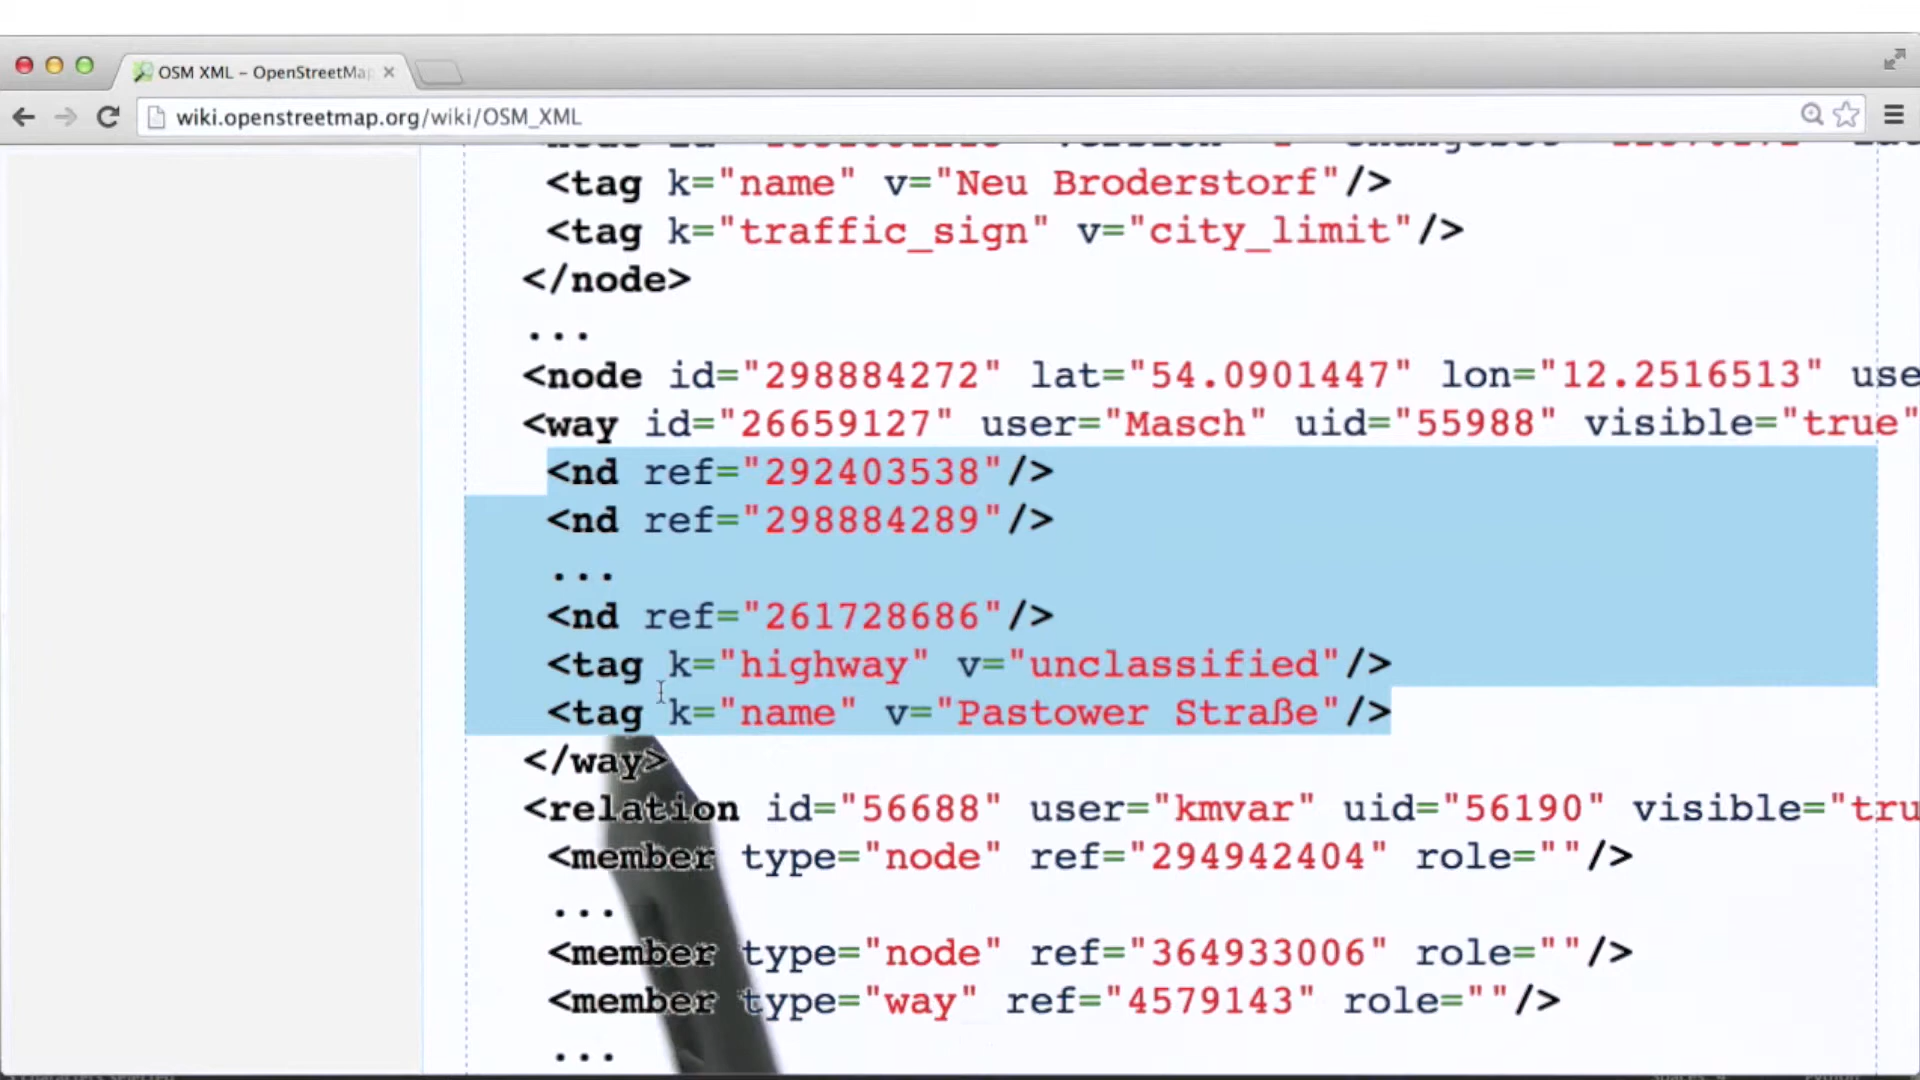 OSM XML – OpenStreetMap
wiki.openstreetmap.org/wiki/OSM_XML
<tag k="name" v="Neu Broderstorf"/>
<tag k="traffic_sign" v="city_limit"/>
</node>
...
<node id="298884272" lat="54.0901447" lon="12.2516513" use
<way id="26659127" user="Masch" uid="55988" visible="true"
<nd ref="292403538"/>
<nd ref="298884289"/>
...
<nd ref="261728686"/>
<tag k="highway" v="unclassified"/>
<tag k="name" v="Pastower Straße"/>
</way>
<relation id="56688" user="kmvar" uid="56190" visible="tru
<member type="node" ref="294942404" role=""/>
...
<member type="node" ref="364933006" role=""/>
<member type="way" ref="4579143" role=""/>
...